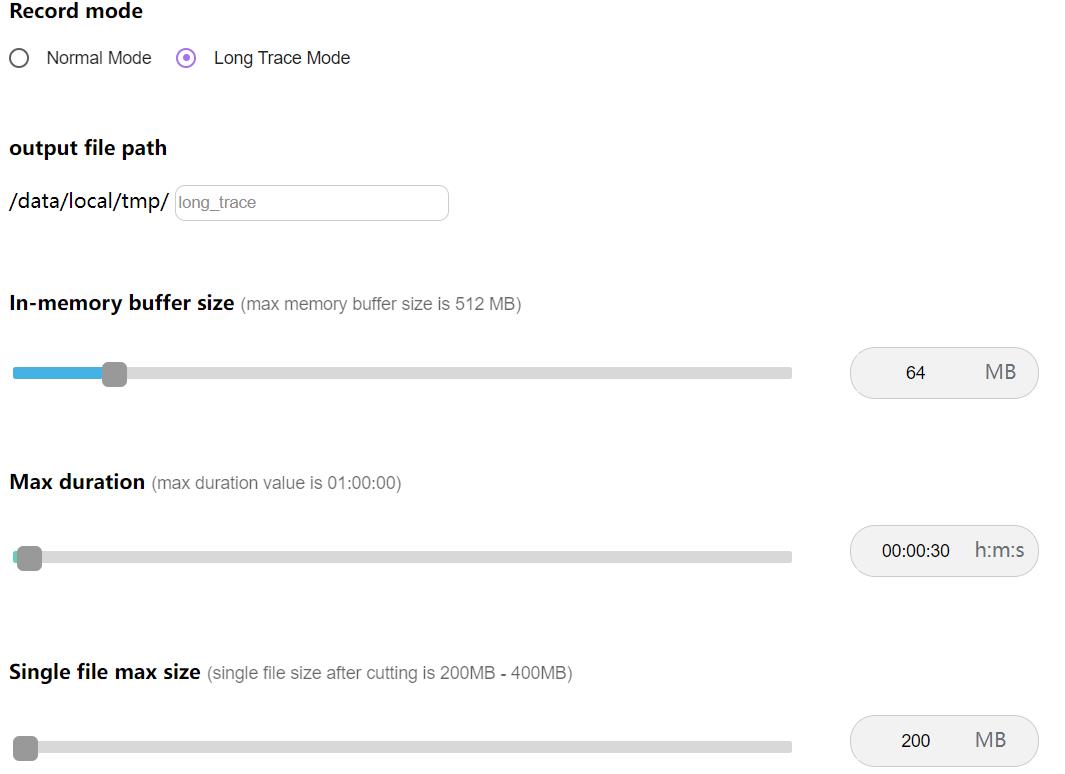 Record mode
Normal Mode Long Trace Mode
output file path
/data/local/tmp/ long_trace
In-memory buffer size (max memory buffer size is 512 MB)
64 MB
Max duration (max duration value is 01:00:00)
00:00:30 h:m:s
Single file max size (single file size after cutting is 200MB - 400MB)
200 MB